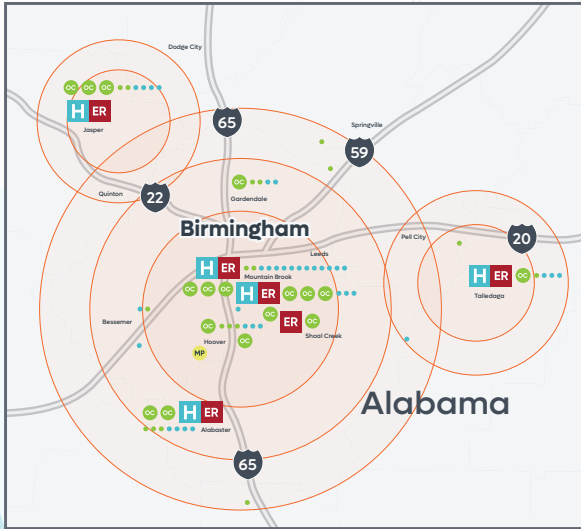 Dodge City
OC OC OC
H ER
Jasper
65
Springville
59
Quinton
22
OC
Gardendale
Birmingham
Pell City
20
Leeds
H ER
Mountain Brook
H ER OC
Talledaga
OC OC OC
H ER OC OC OC
Bessemer
OC
OC
ER OC
Shoal Creek
Hoover
OC
MP
Alabama
OC OC H ER
Alabaster
65